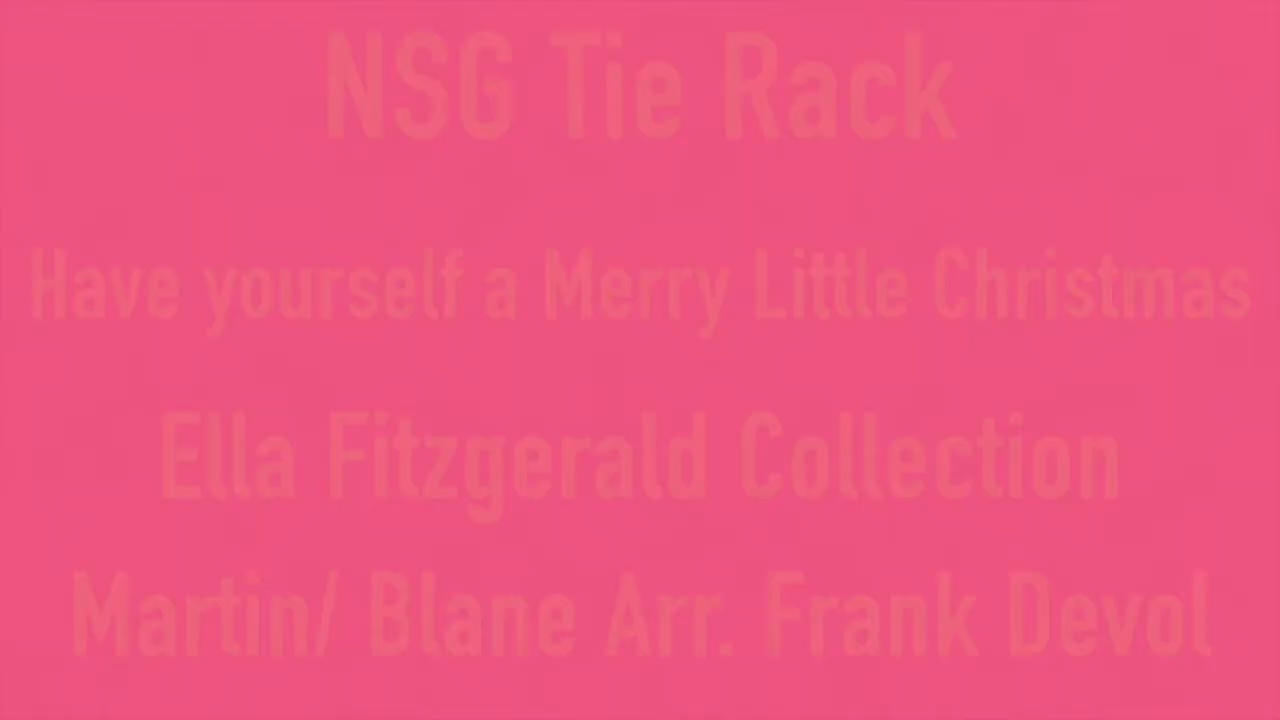 NSG Tie Rack
Have yourself a Merry Little Christmas
Ella Fitzgerald Collection
Martin/ Blane Arr. Frank Devol